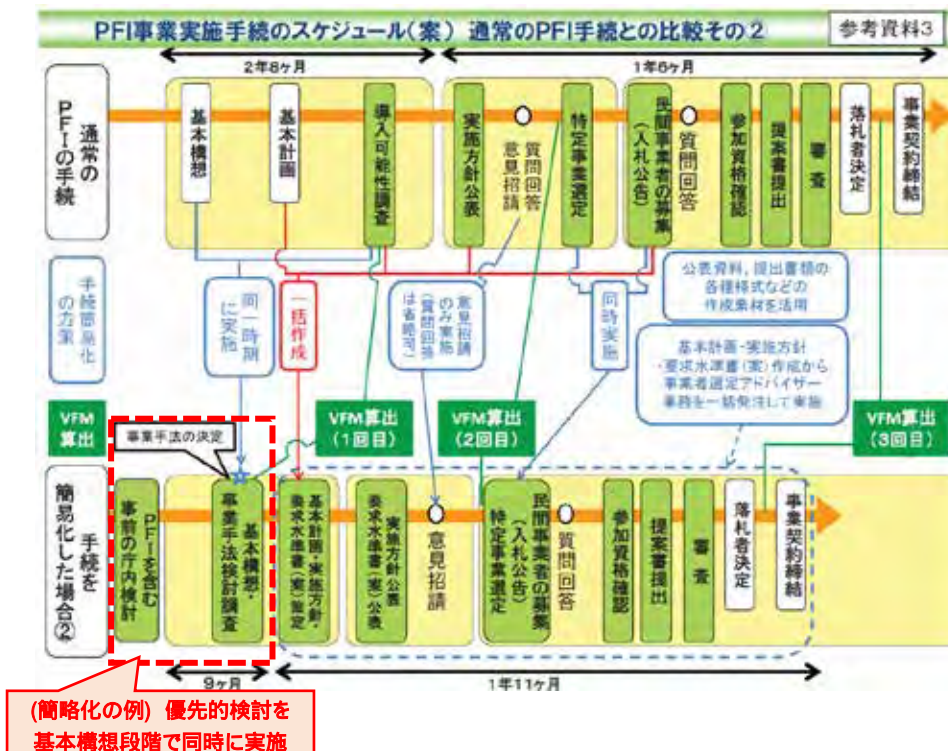 PFI事業実施手続のスケジュール(案) 通常のPFI手続との比較その2
参考資料3
2年8ヶ月
1年6ヶ月
通常の
PFIの手続
基本構想
基本計画
導入可能性調査
実施方針公表
質問回答
意見招請
特定事業選定
民間事業者の募集
(入札公告)
質問回答
参加資格確認
提案書提出
審査
落札者決定
事業契約締結
手続簡易化
の方策
同一時期
に実施
一括作成
意見招請
のみ実施
(質問回答
は省略可)
同時実施
公表資料、提出書類の
各種様式などの
作成素材を活用
基本計画・実施方針
・要求水準書(案)作成から
事業者選定アドバイザー
事務を一括発注して実施
VFM
算出
事業手法の決定
VFM算出
(1回目)
VFM算出
(2回目)
VFM算出
(3回目)
手続を
簡易化した場合②
PFIを含む
事前の庁内検討
基本構想・
事業手法検討調査
基本計画・実施方針・
要求水準書(案)策定
実施方針公表
要求水準書(案)公表
意見招請
民間事業者の募集
(入札公告)
特定事業選定
質問回答
参加資格確認
提案書提出
審査
落札者決定
事業契約締結
9ヶ月
1年11ヶ月
(簡略化の例) 優先的検討を
基本構想段階で同時に実施